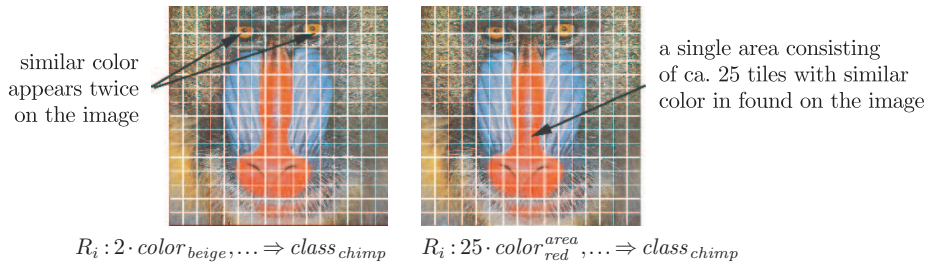 similar color
appears twice
on the image
a single area consisting
of ca. 25 tiles with similar
color in found on the image
R_i : 2 · color_beige, ... ⇒ class_chimp
R_i : 25 · color_red^area, ... ⇒ class_chimp